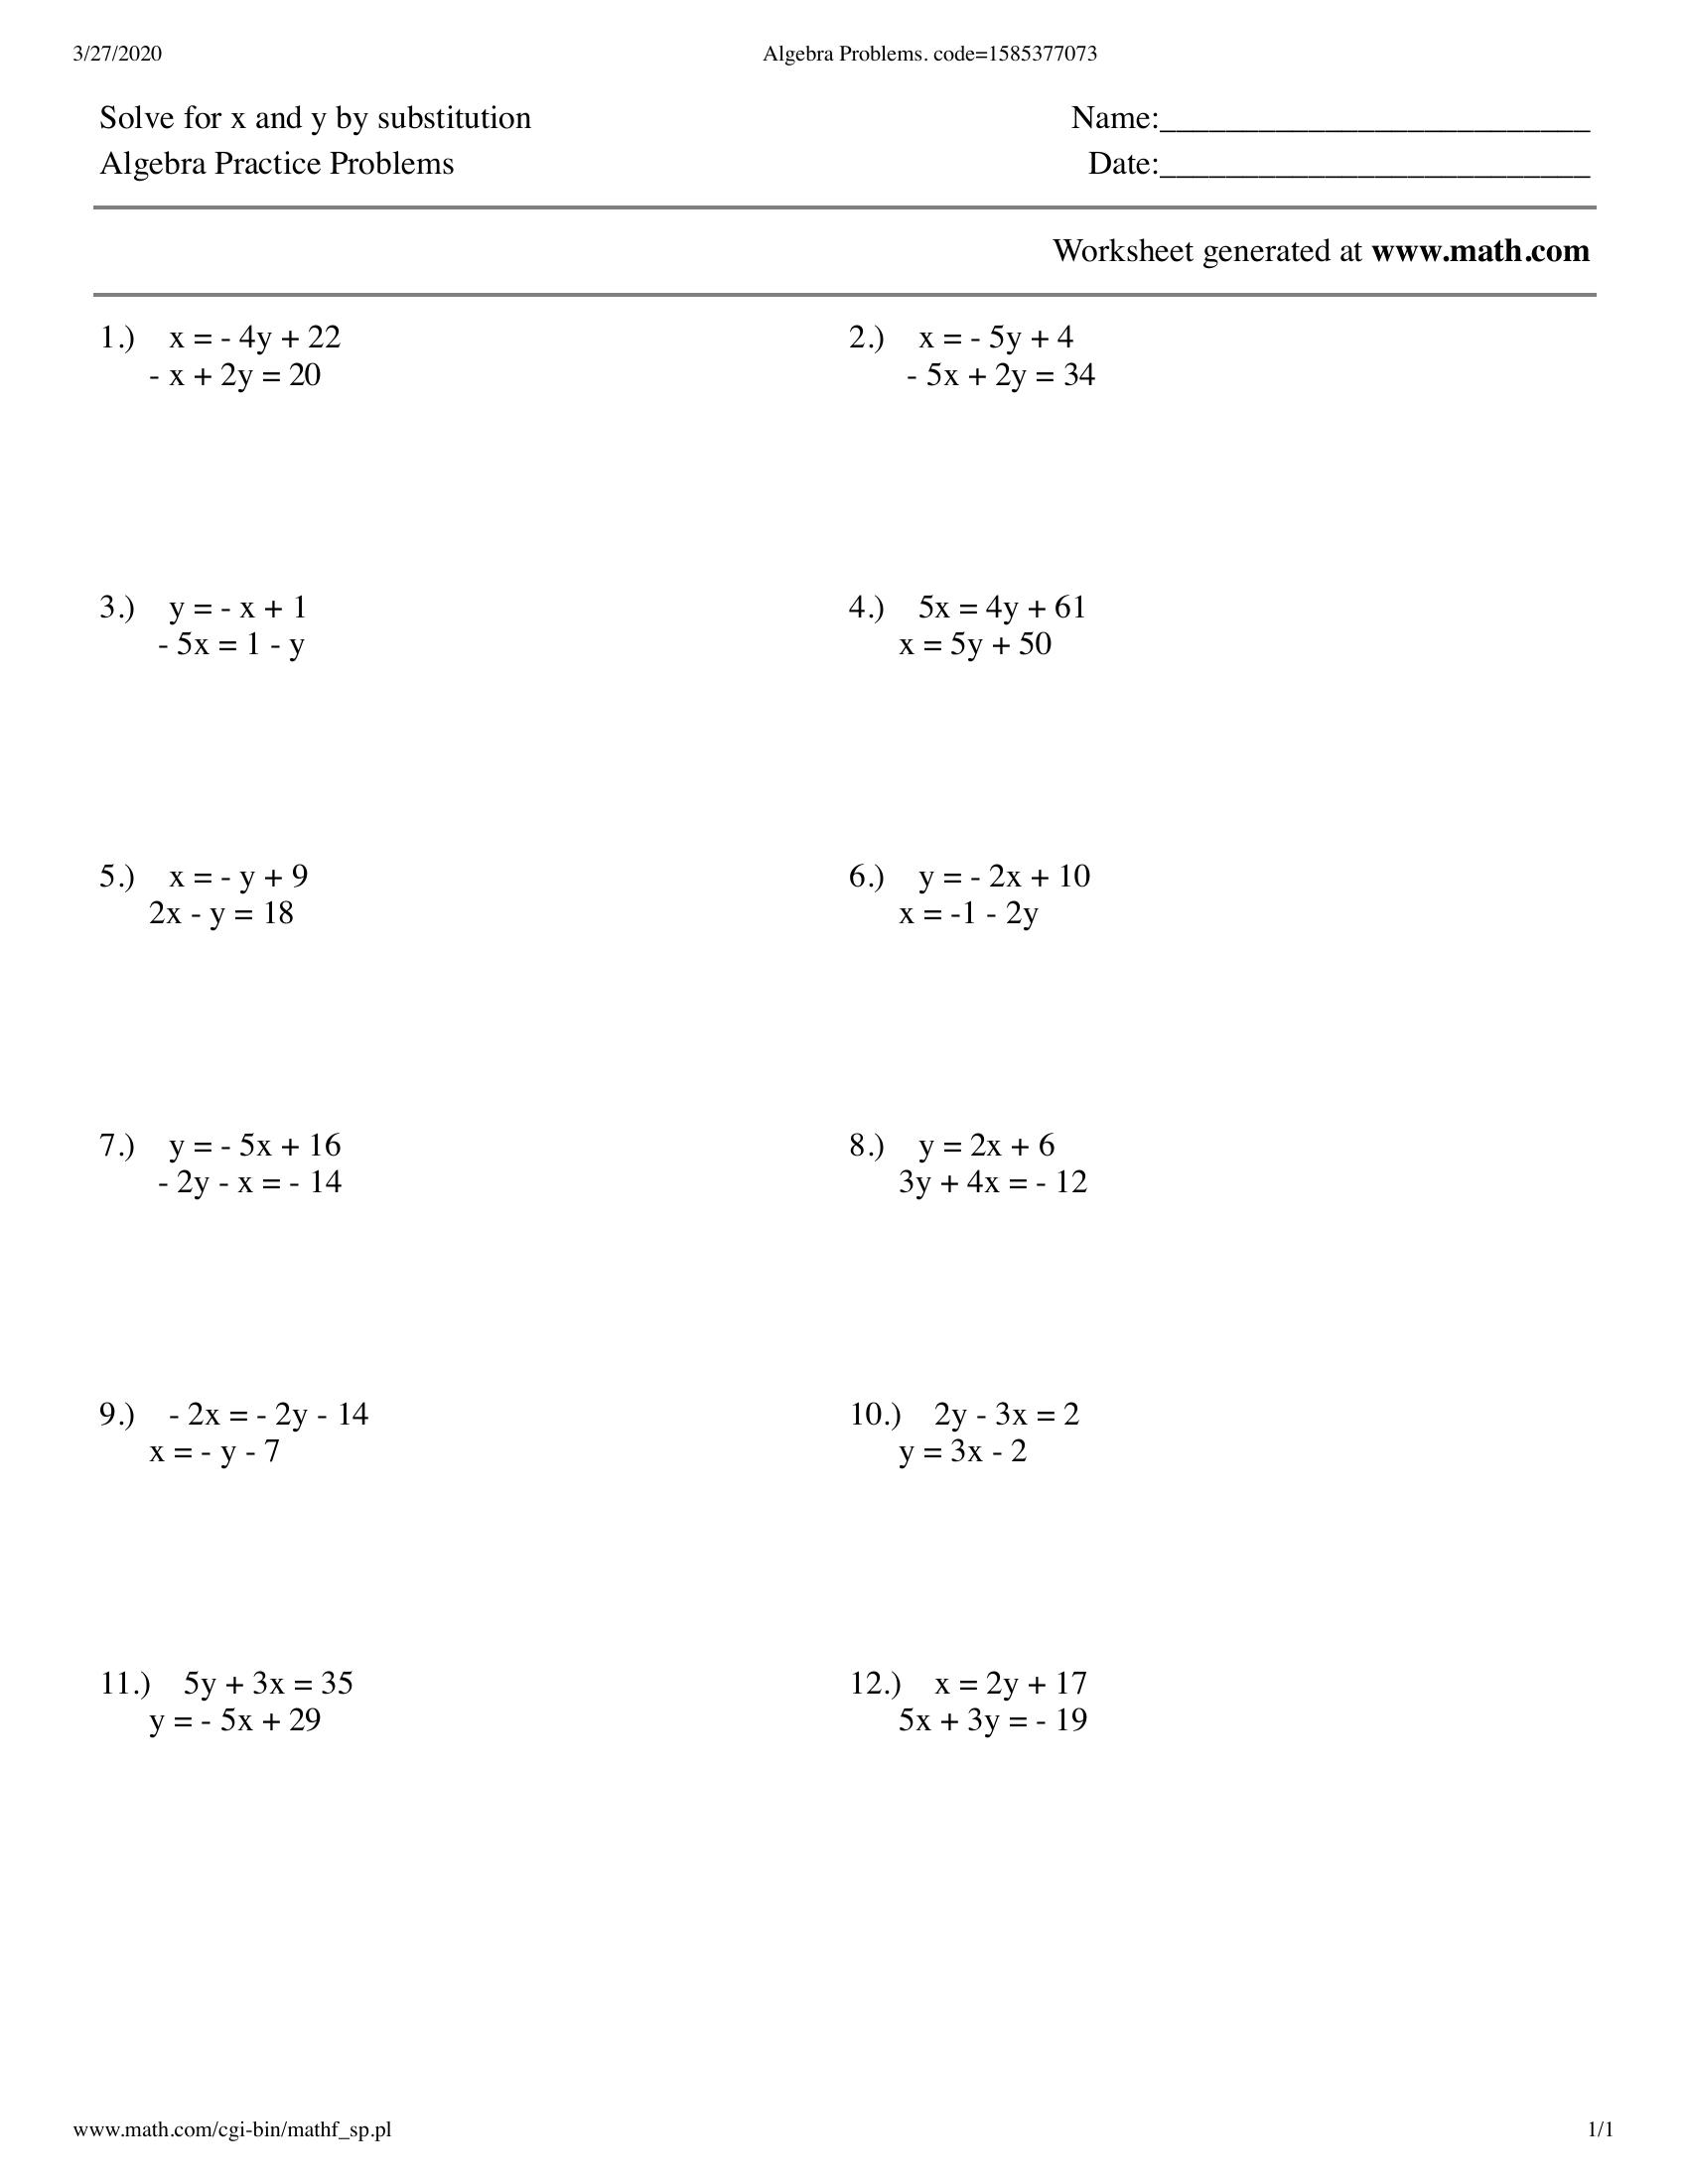 3/27/2020 Algebra Problems. code=1585377073
Solve for x and y by substitution Name:__________________________
Algebra Practice Problems Date:__________________________
Worksheet generated at www.math.com
1.) x = - 4y + 22
- x + 2y = 20
2.) x = - 5y + 4
- 5x + 2y = 34
3.) y = - x + 1
- 5x = 1 - y
4.) 5x = 4y + 61
x = 5y + 50
5.) x = - y + 9
2x - y = 18
6.) y = - 2x + 10
x = -1 - 2y
7.) y = - 5x + 16
- 2y - x = - 14
8.) y = 2x + 6
3y + 4x = - 12
9.) - 2x = - 2y - 14
x = - y - 7
10.) 2y - 3x = 2
y = 3x - 2
11.) 5y + 3x = 35
y = - 5x + 29
12.) x = 2y + 17
5x + 3y = - 19
www.math.com/cgi-bin/mathf_sp.pl 1/1